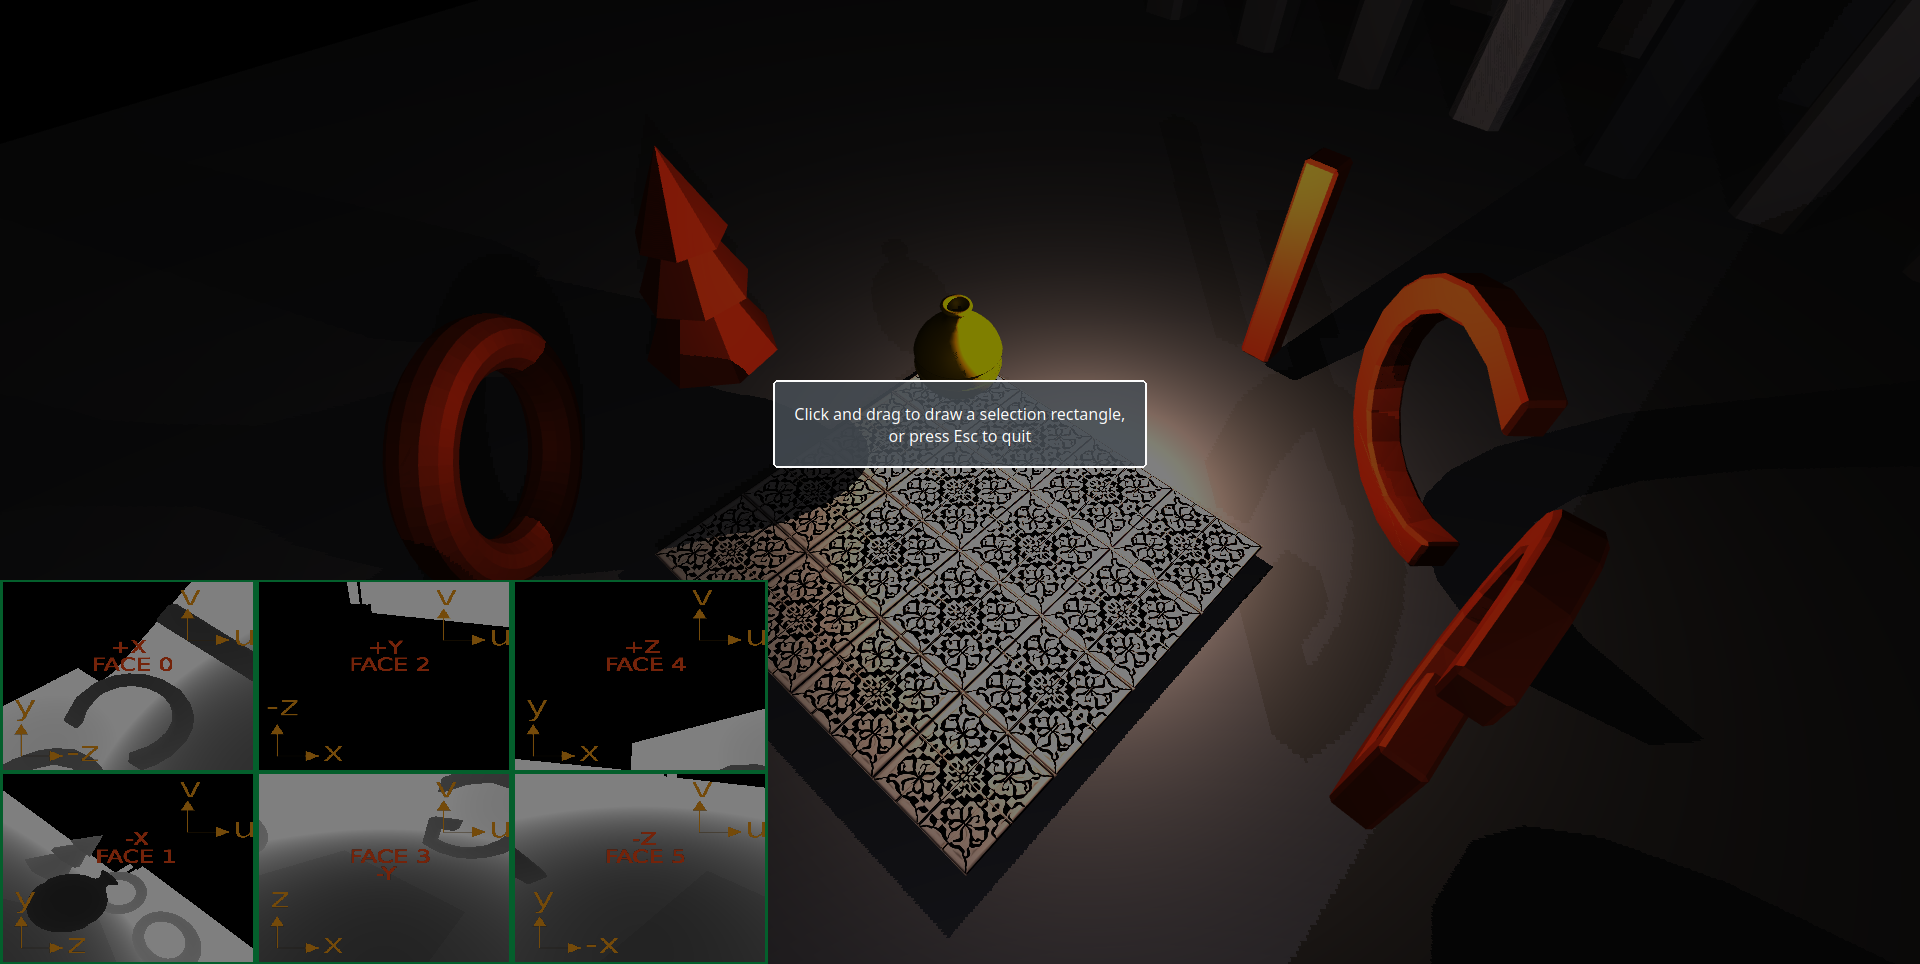 Click and drag to draw a selection rectangle,
or press Esc to quit
v
u
+X
FACE 0
y
-z
v
u
+Y
FACE 2
-z
x
v
u
+Z
FACE 4
y
x
v
u
-X
FACE 1
y
z
v
u
FACE 3
-Y
z
x
v
u
-Z
FACE 5
y
-x